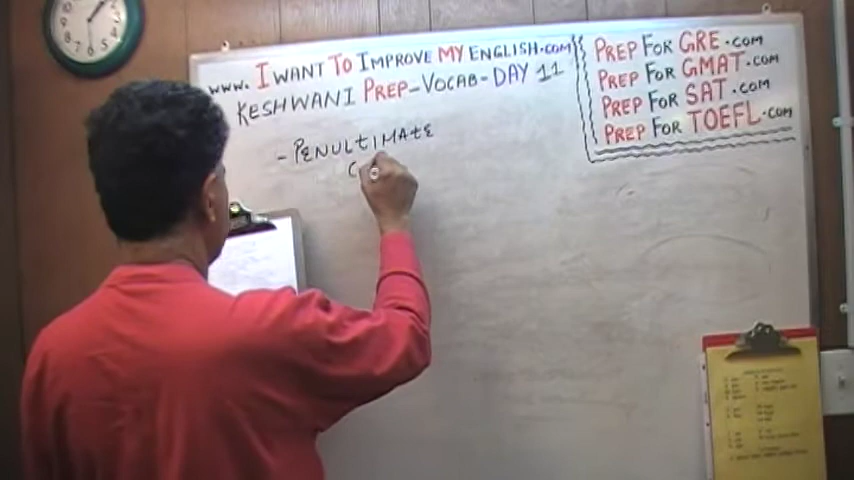 www. I WANT TO IMPROVE MY ENGLISH.COM
KESHWANI PREP-VOCAB-DAY 11
- PENULTIMATE
(
PREP FOR GRE.COM
PREP FOR GMAT.COM
PREP FOR SAT.COM
PREP FOR TOEFL.COM